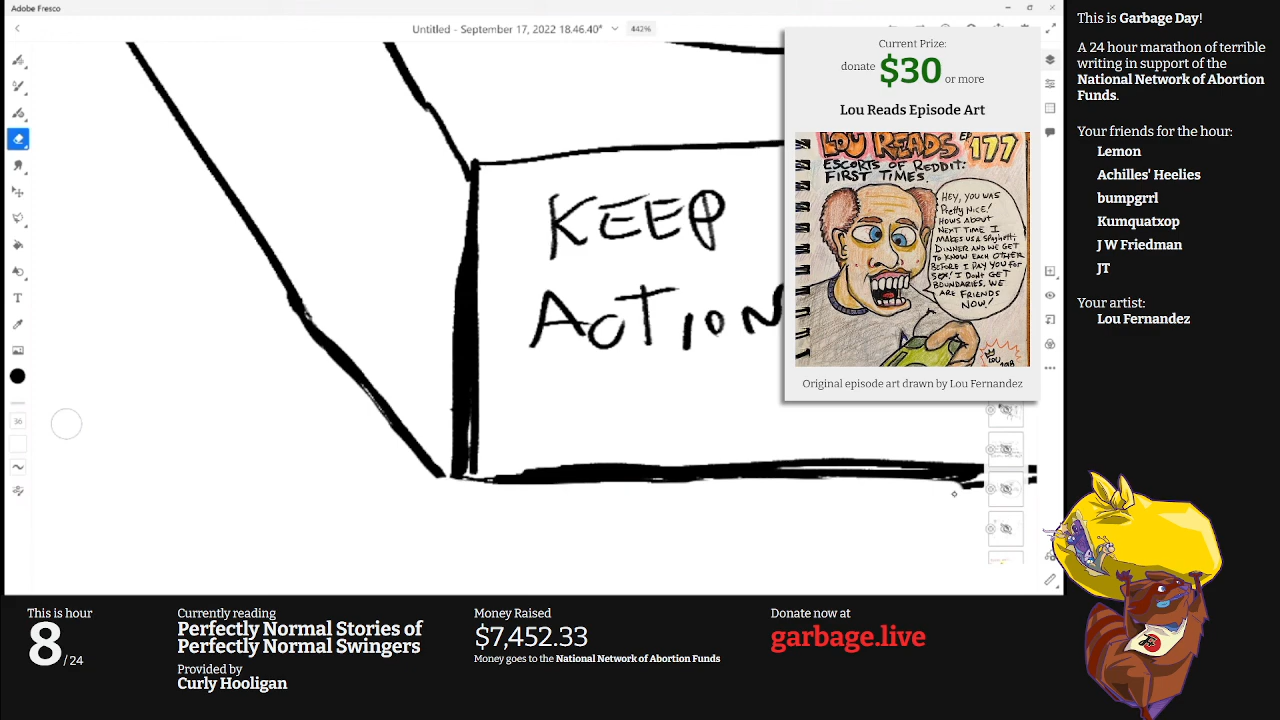 Adobe Fresco
Untitled - September 17, 2022 18.46.40*
442%
36
KEEP
ACTION
Current Prize:
donate $30 or more
Lou Reads Episode Art
LOU READS EP 177
ESCORTS OF REDDIT:
FIRST TIMES.
HEY, YOU WAS
PRETTY NICE!
HOWS ABOUT
NEXT TIME I
MAKES US A SPAGHETTI
DINNER AND WE GET
TO KNOW EACH OTHER
BEFORE I PAY YOU FOR
SEX! I DON'T GET
BOUNDARIES, WE
ARE FRIENDS
NOW!
LOU
2018
Original episode art drawn by Lou Fernandez
This is Garbage Day!
A 24 hour marathon of terrible
writing in support of the
National Network of Abortion
Funds.
Your friends for the hour:
Lemon
Achilles' Heelies
bumpgrrl
Kumquatxop
J W Friedman
JT
Your artist:
Lou Fernandez
This is hour
8/24
Currently reading
Perfectly Normal Stories of
Perfectly Normal Swingers
Provided by
Curly Hooligan
Money Raised
$7,452.33
Money goes to the National Network of Abortion Funds
Donate now at
garbage.live